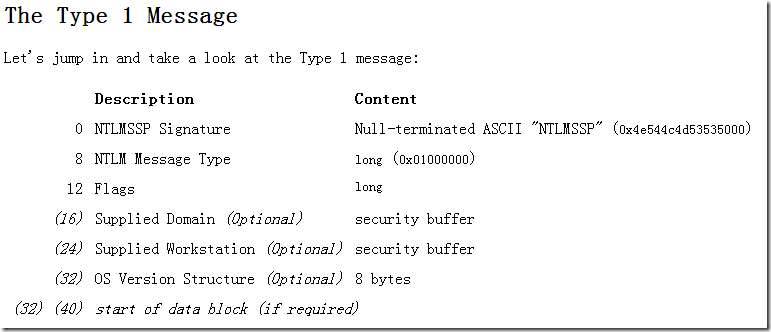 The Type 1 Message
Let's jump in and take a look at the Type 1 message:
Description Content
0 NTLMSSP Signature Null-terminated ASCII "NTLMSSP" (0x4e544c4d53535000)
8 NTLM Message Type long (0x01000000)
12 Flags long
(16) Supplied Domain (Optional) security buffer
(24) Supplied Workstation (Optional) security buffer
(32) OS Version Structure (Optional) 8 bytes
(32) (40) start of data block (if required)